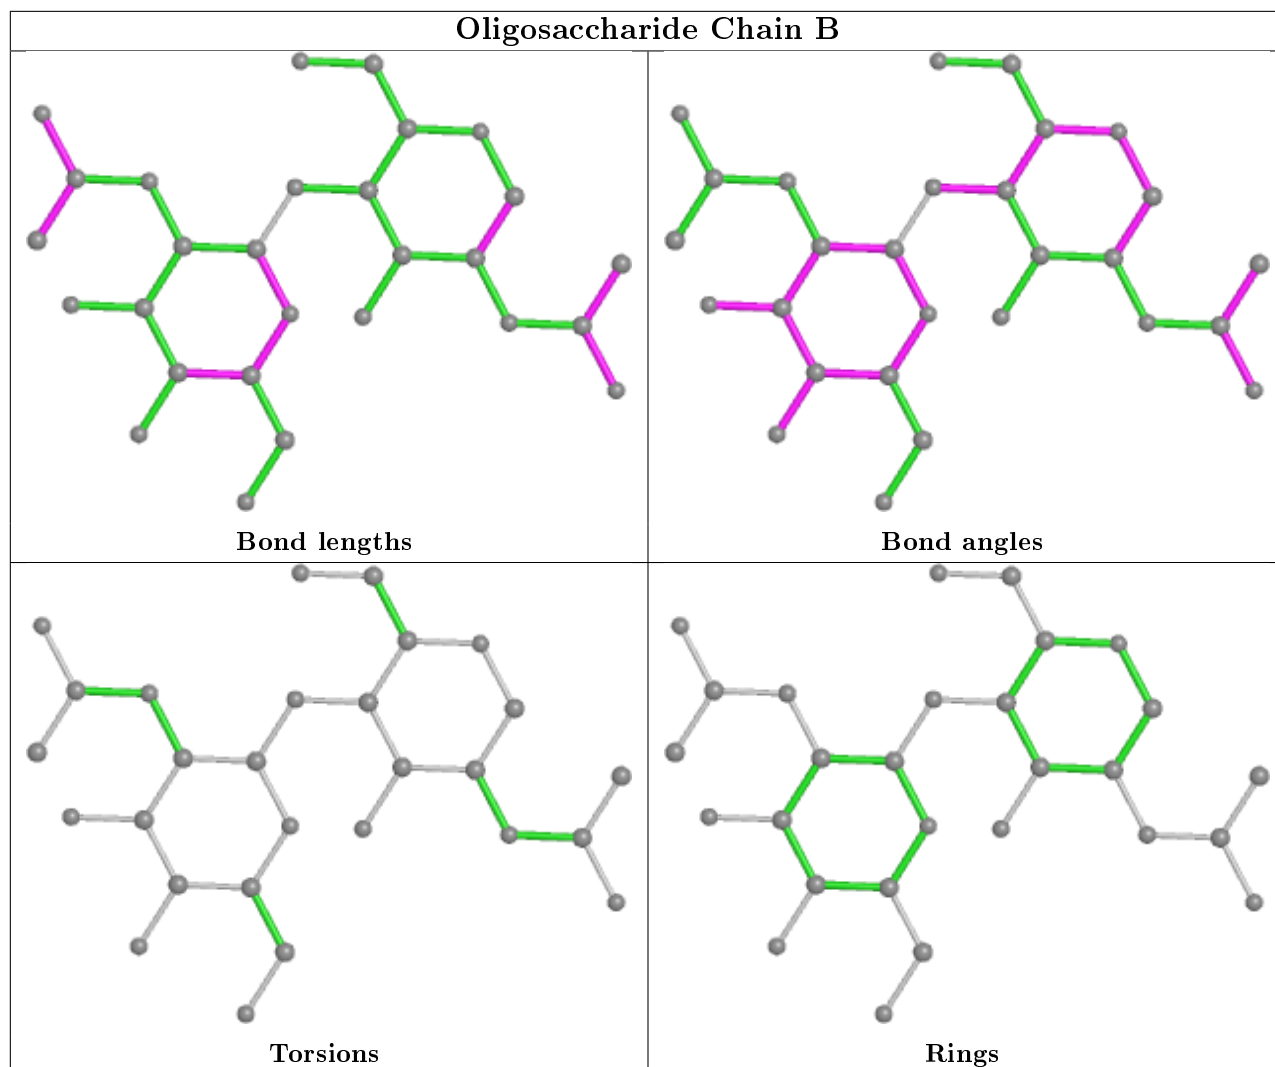 Oligosaccharide Chain B
Bond lengths
Bond angles
Torsions
Rings